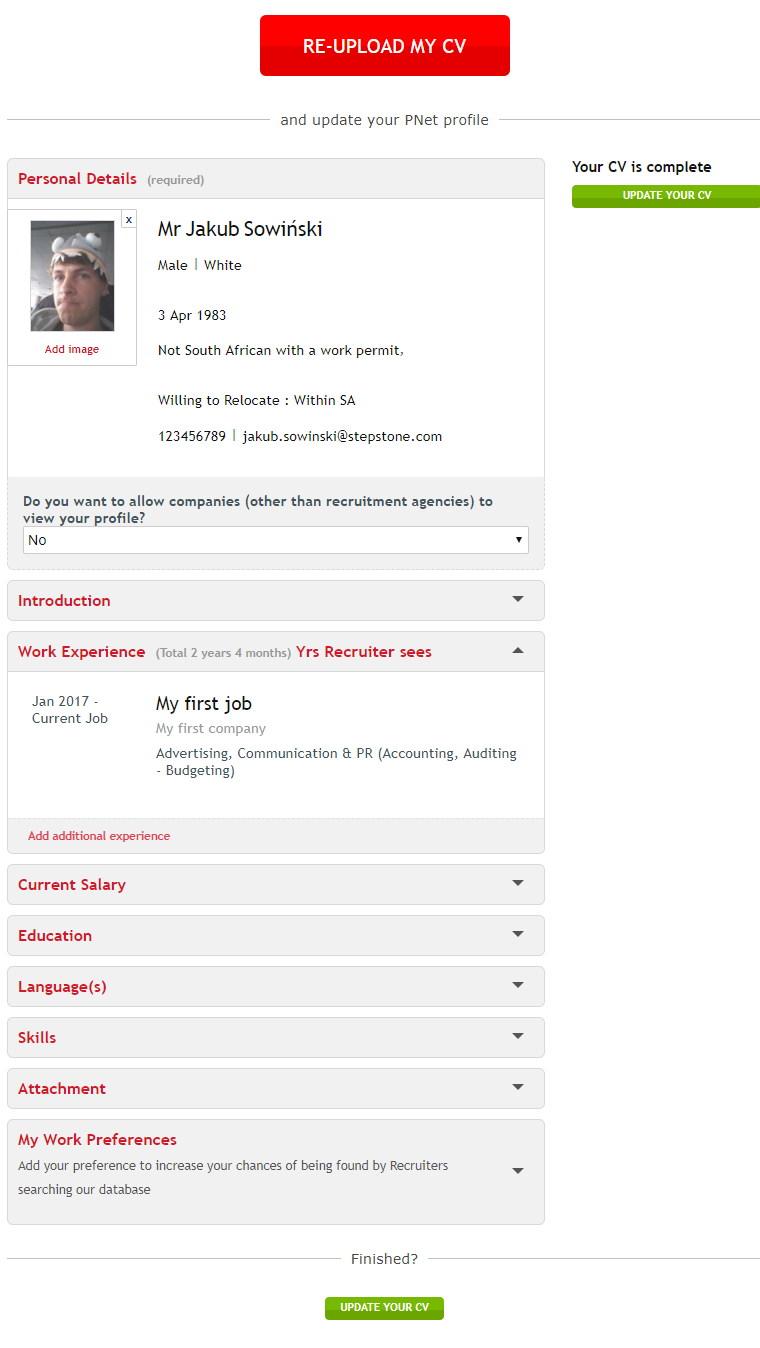 RE-UPLOAD MY CV
and update your PNet profile
Personal Details (required)
Your CV is complete
UPDATE YOUR CV
x
Add image
Mr Jakub Sowiński
Male | White
3 Apr 1983
Not South African with a work permit,
Willing to Relocate : Within SA
123456789 | jakub.sowinski@stepstone.com
Do you want to allow companies (other than recruitment agencies) to
view your profile?
No
Introduction
Work Experience (Total 2 years 4 months) Yrs Recruiter sees
Jan 2017 -
Current Job
My first job
My first company
Advertising, Communication & PR (Accounting, Auditing
- Budgeting)
Add additional experience
Current Salary
Education
Language(s)
Skills
Attachment
My Work Preferences
Add your preference to increase your chances of being found by Recruiters
searching our database
Finished?
UPDATE YOUR CV